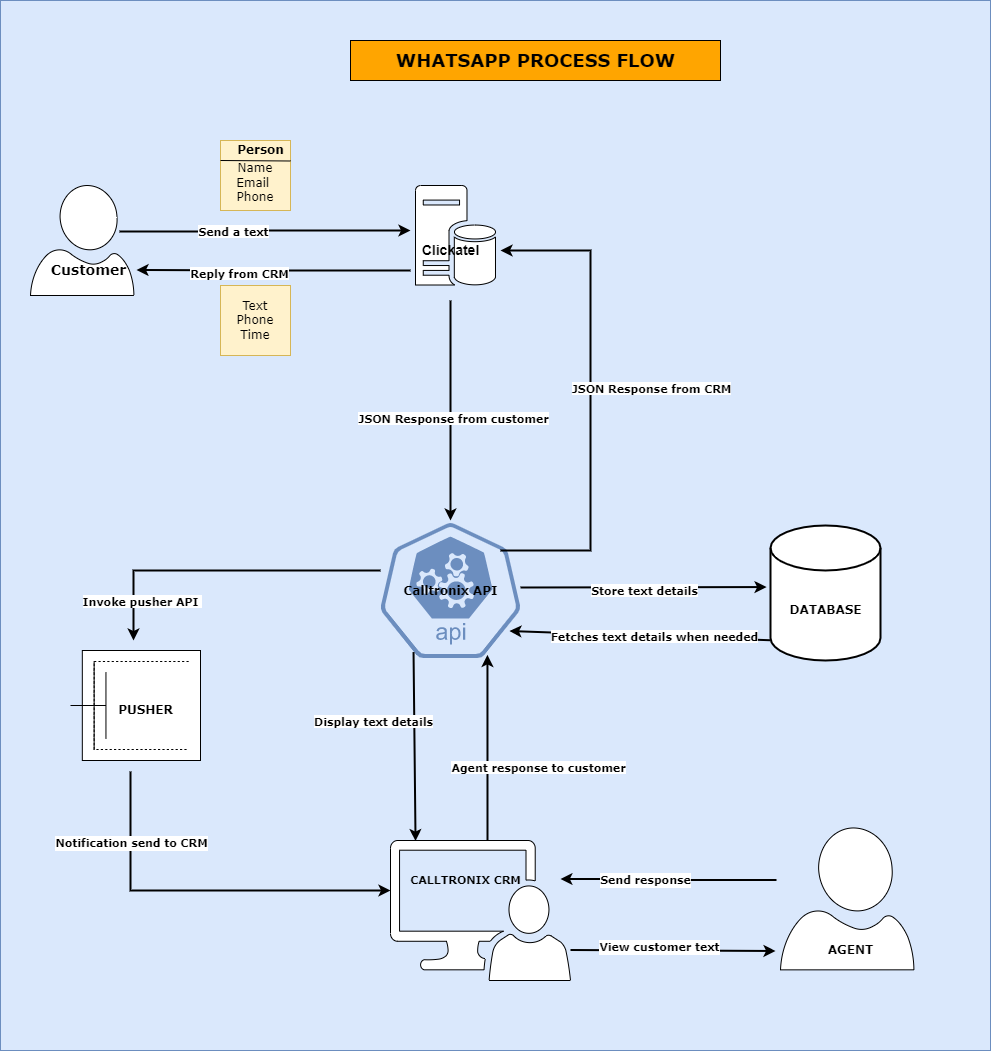 WHATSAPP PROCESS FLOW
Person
Name
Email
Phone
Send a text
Clickatel
Customer
Reply from CRM
Text
Phone
Time
JSON Response from CRM
JSON Response from customer
Calltronix API
api
Store text details
DATABASE
Fetches text details when needed
Invoke pusher API
PUSHER
Display text details
Agent response to customer
Notification send to CRM
CALLTRONIX CRM
Send response
View customer text
AGENT